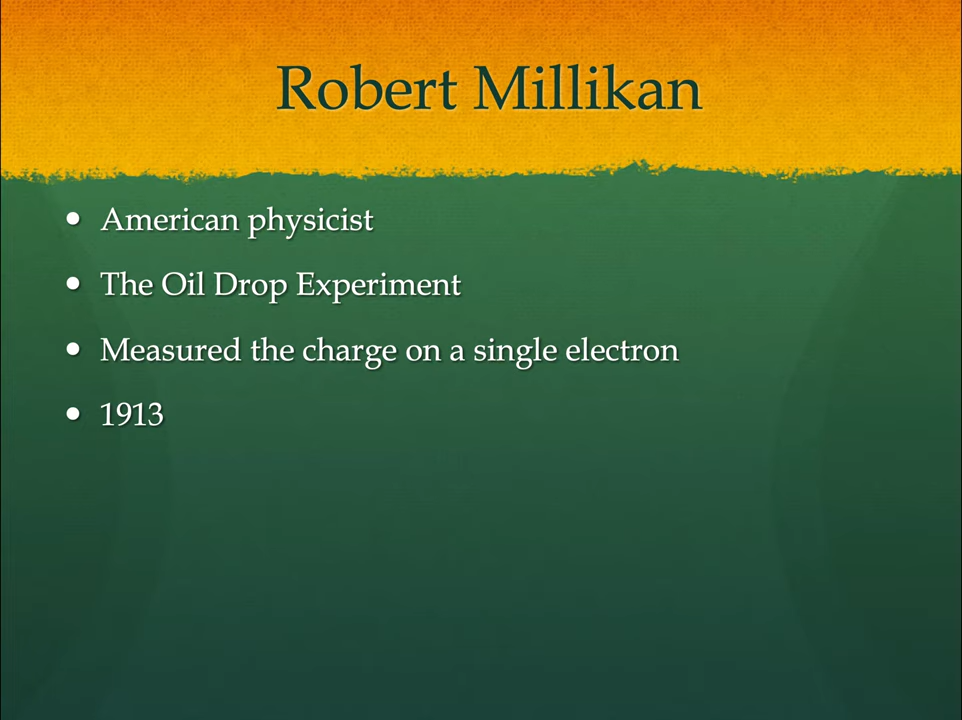 Robert Millikan
• American physicist
• The Oil Drop Experiment
• Measured the charge on a single electron
• 1913